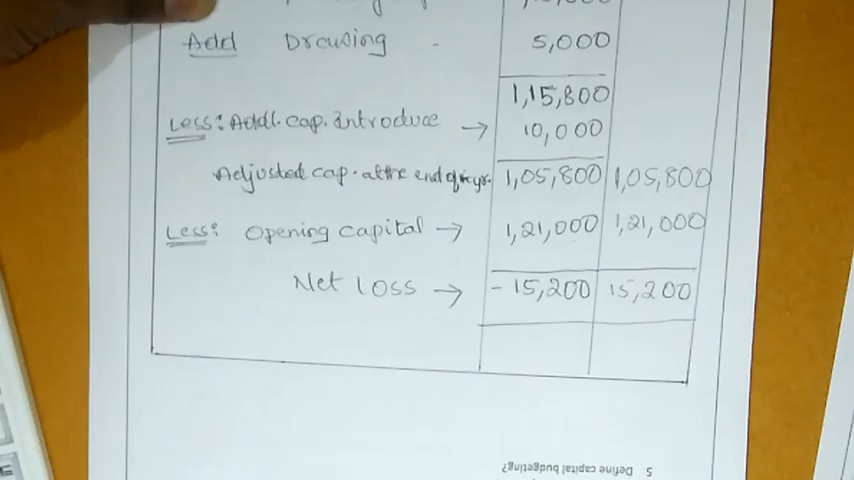 Add Drawing - 5,000
1,15,800
Less: Addl. cap. introduce → 10,000
Adjusted cap. at the end of yr. 1,05,800 1,05,800
Less: Opening capital → 1,21,000 1,21,000
Net loss → - 15,200 15,200
5 Define capital budgeting?